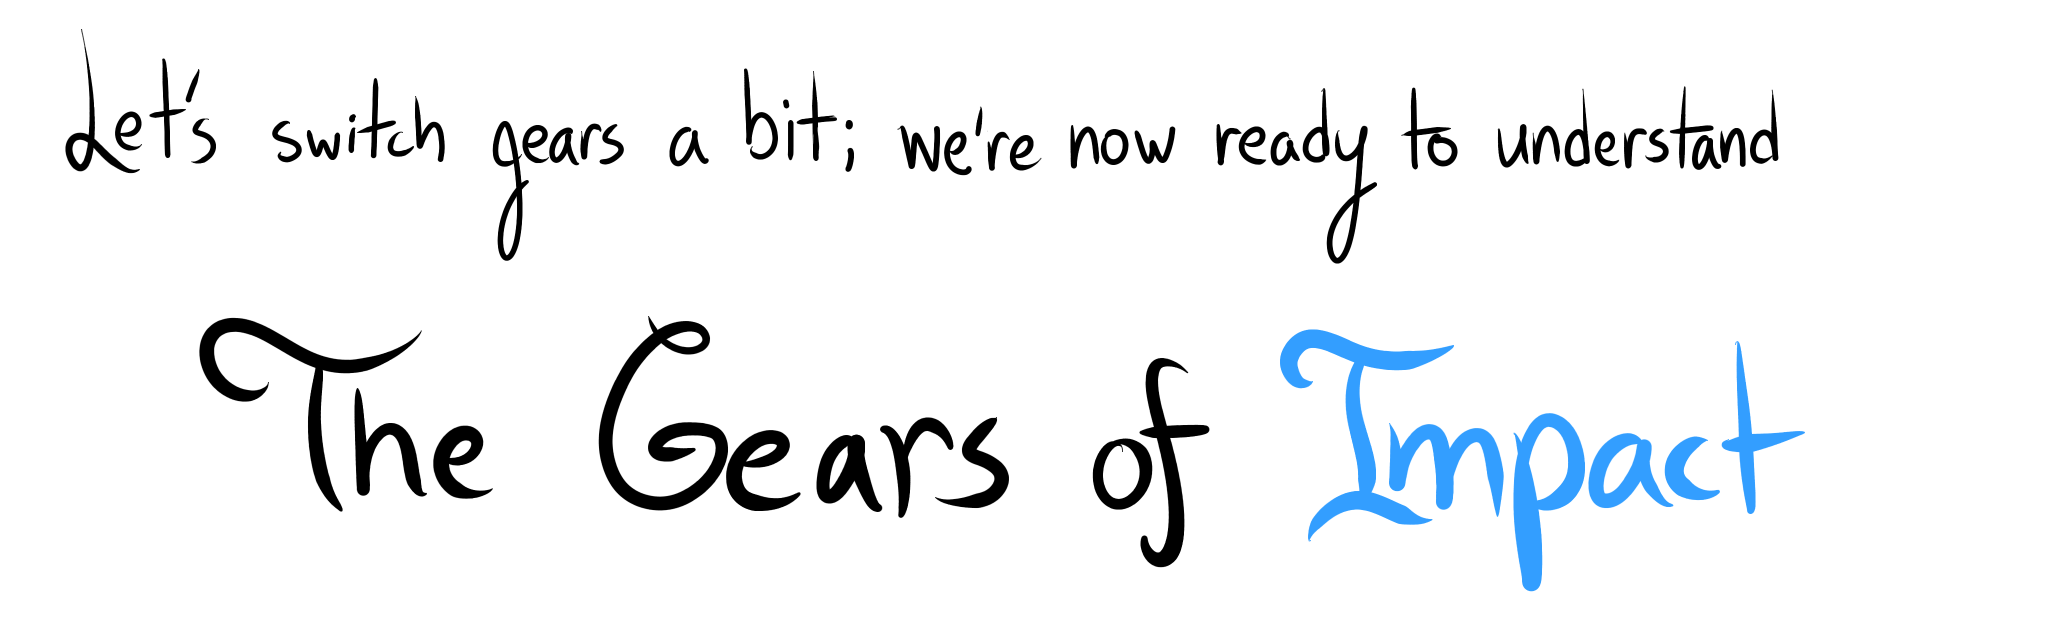 Let's switch gears a bit; we're now ready to understand
The Gears of Impact